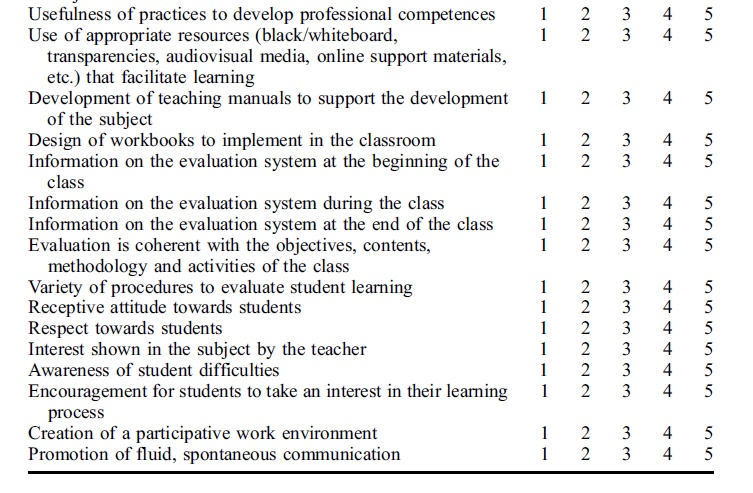 Usefulness of practices to develop professional competences 1 2 3 4 5
Use of appropriate resources (black/whiteboard, 1 2 3 4 5
transparencies, audiovisual media, online support materials,
etc.) that facilitate learning
Development of teaching manuals to support the development 1 2 3 4 5
of the subject
Design of workbooks to implement in the classroom 1 2 3 4 5
Information on the evaluation system at the beginning of the 1 2 3 4 5
class
Information on the evaluation system during the class 1 2 3 4 5
Information on the evaluation system at the end of the class 1 2 3 4 5
Evaluation is coherent with the objectives, contents, 1 2 3 4 5
methodology and activities of the class
Variety of procedures to evaluate student learning 1 2 3 4 5
Receptive attitude towards students 1 2 3 4 5
Respect towards students 1 2 3 4 5
Interest shown in the subject by the teacher 1 2 3 4 5
Awareness of student difficulties 1 2 3 4 5
Encouragement for students to take an interest in their learning 1 2 3 4 5
process
Creation of a participative work environment 1 2 3 4 5
Promotion of fluid, spontaneous communication 1 2 3 4 5